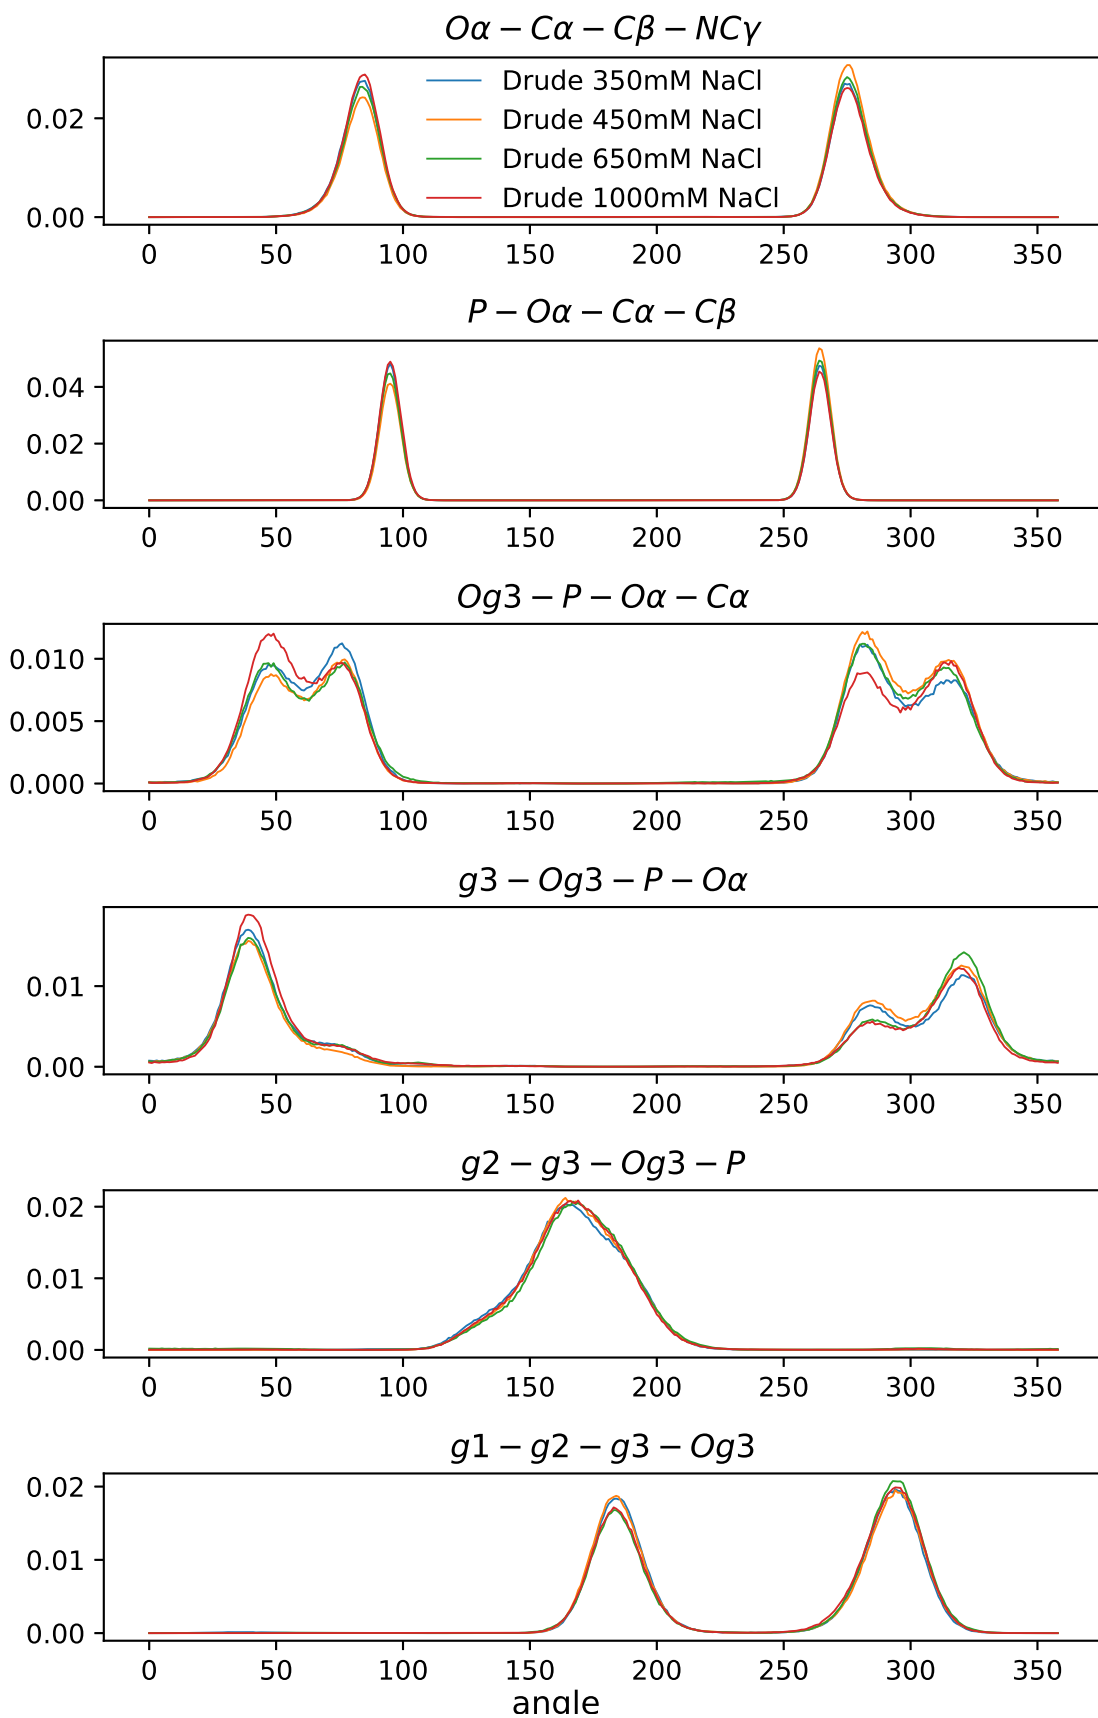 Oα − Cα − Cβ − NCγ
Drude 350mM NaCl
0.02
Drude 450mM NaCl
Drude 650mM NaCl
Drude 1000mM NaCl
0.00
0 50 100 150 200 250 300 350
P − Oα − Cα − Cβ
0.04
0.02
0.00
0 50 100 150 200 250 300 350
Og3 − P − Oα − Cα
0.010
0.005
0.000
0 50 100 150 200 250 300 350
g3 − Og3 − P − Oα
0.01
0.00
0 50 100 150 200 250 300 350
g2 − g3 − Og3 − P
0.02
0.01
0.00
0 50 100 150 200 250 300 350
g1 − g2 − g3 − Og3
0.02
0.01
0.00
0 50 100 150 200 250 300 350
angle